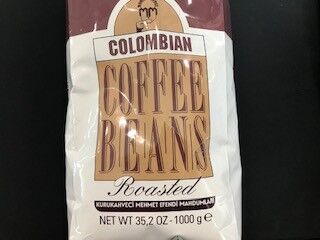 COLOMBIAN
COFFEE
BEANS
Roasted
KURUKAHVECİ MEHMET EFENDİ MAHDUMLARI
NET WT 35,2 OZ- 1000 g ℮